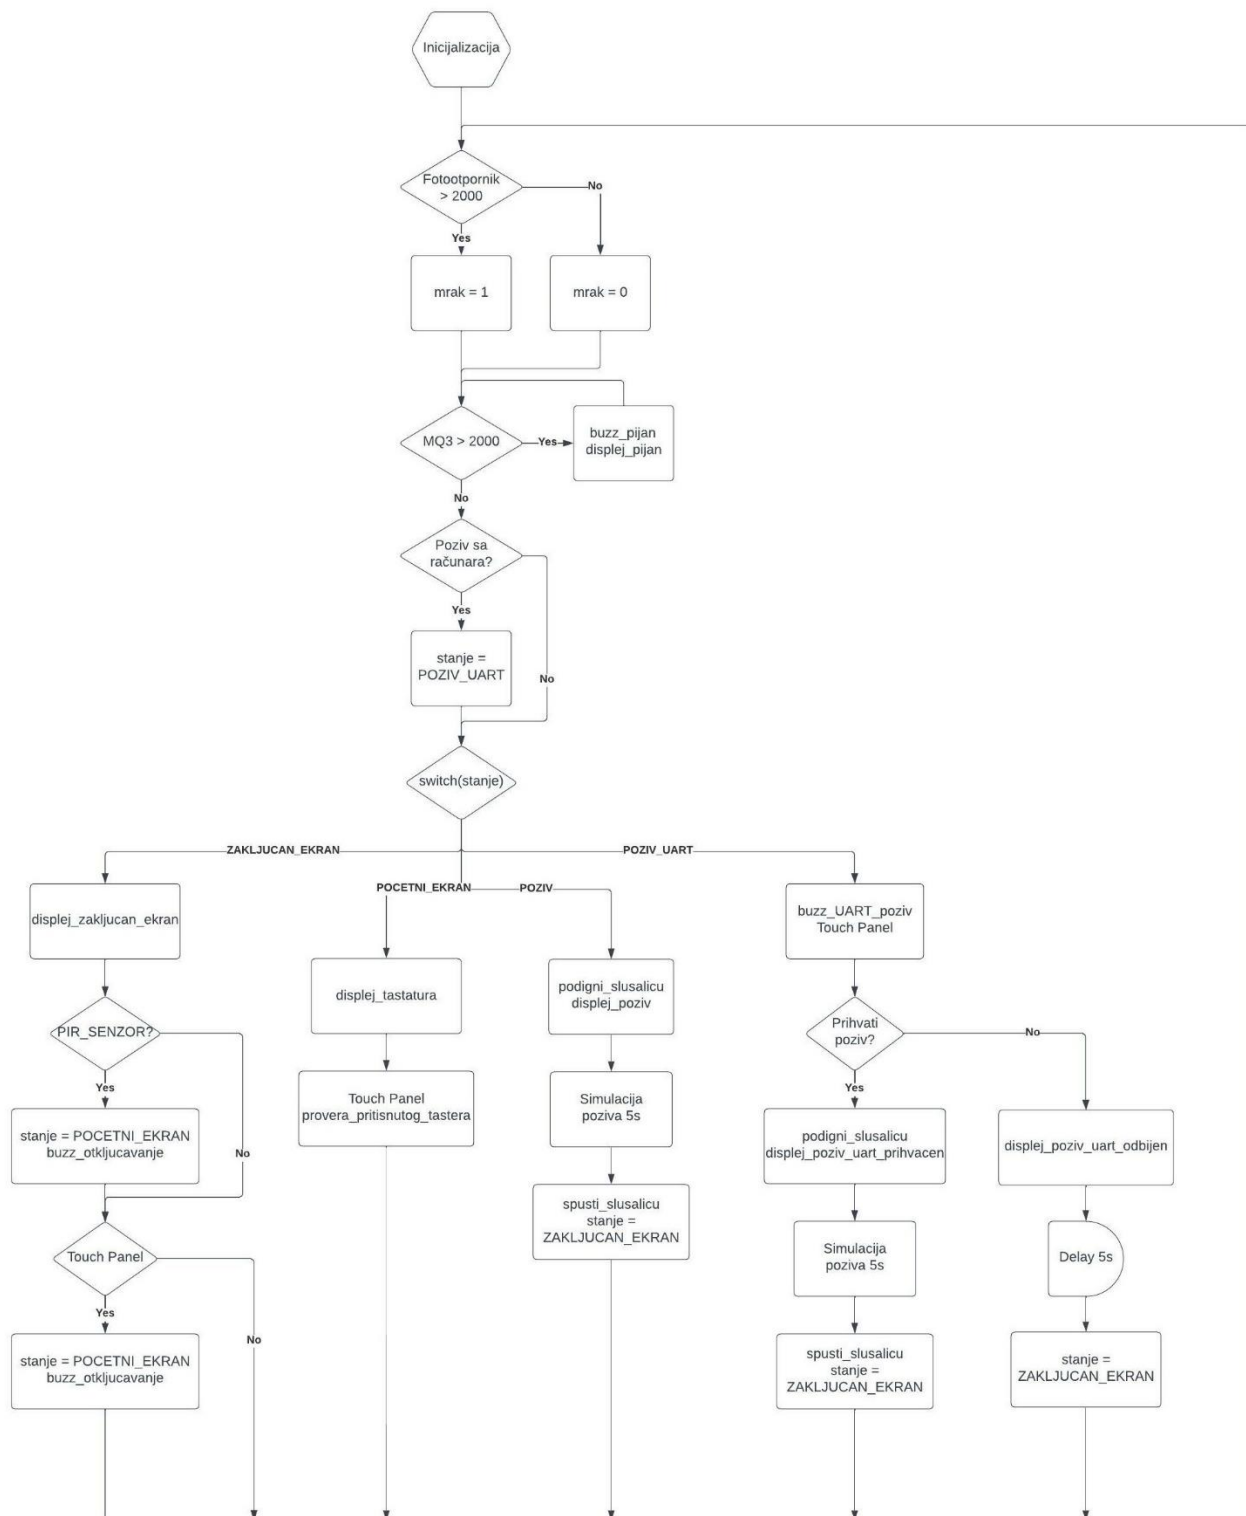 Inicijalizacija
Fotootpornik
> 2000
No
Yes
mrak = 1
mrak = 0
MQ3 > 2000
Yes
buzz_pijan
displej_pijan
No
Poziv sa
računara?
Yes
stanje =
POZIV_UART
No
switch(stanje)
ZAKLJUCAN_EKRAN
POZIV_UART
POCETNI_EKRAN
POZIV
displej_zakljucan_ekran
buzz_UART_poziv
Touch Panel
displej_tastatura
podigni_slusalicu
displej_poziv
PIR_SENZOR?
Prihvati
poziv?
No
Yes
Yes
Touch Panel
provera_pritisnutog_tastera
Simulacija
poziva 5s
stanje = POCETNI_EKRAN
buzz_otkljucavanje
No
podigni_slusalicu
displej_poziv_uart_prihvacen
displej_poziv_uart_odbijen
spusti_slusalicu
stanje =
ZAKLJUCAN_EKRAN
Touch Panel
Simulacija
poziva 5s
Delay 5s
Yes
No
stanje = POCETNI_EKRAN
buzz_otkljucavanje
spusti_slusalicu
stanje =
ZAKLJUCAN_EKRAN
stanje =
ZAKLJUCAN_EKRAN